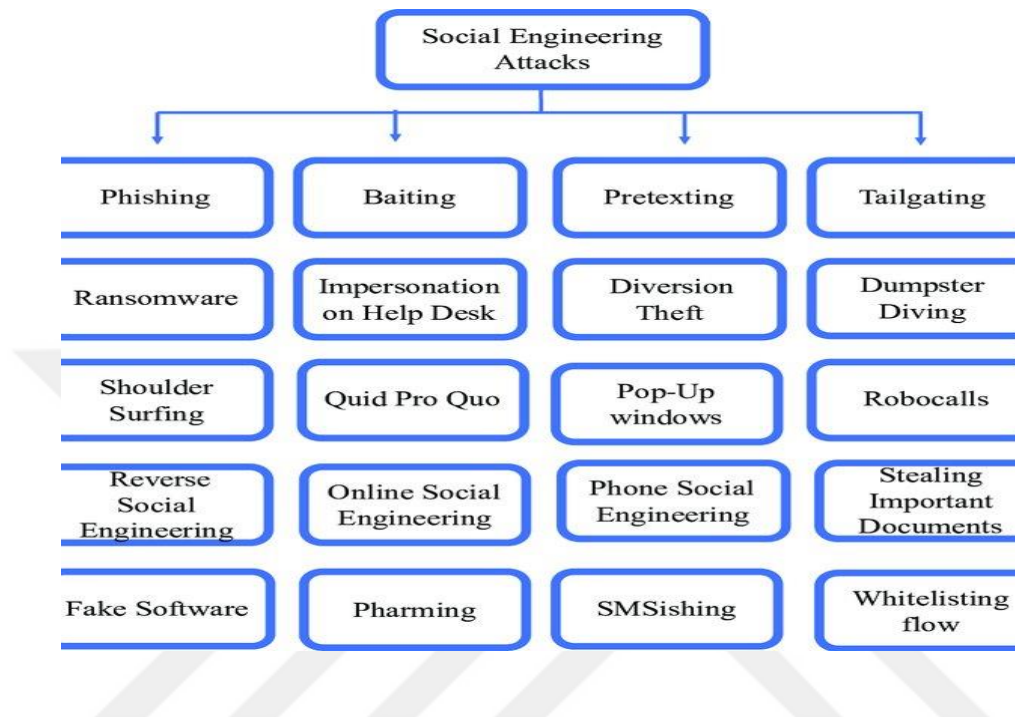 Social Engineering
Attacks
Phishing
Baiting
Pretexting
Tailgating
Ransomware
Impersonation
on Help Desk
Diversion
Theft
Dumpster
Diving
Shoulder
Surfing
Quid Pro Quo
Pop-Up
windows
Robocalls
Reverse
Social
Engineering
Online Social
Engineering
Phone Social
Engineering
Stealing
Important
Documents
Fake Software
Pharming
SMSishing
Whitelisting
flow